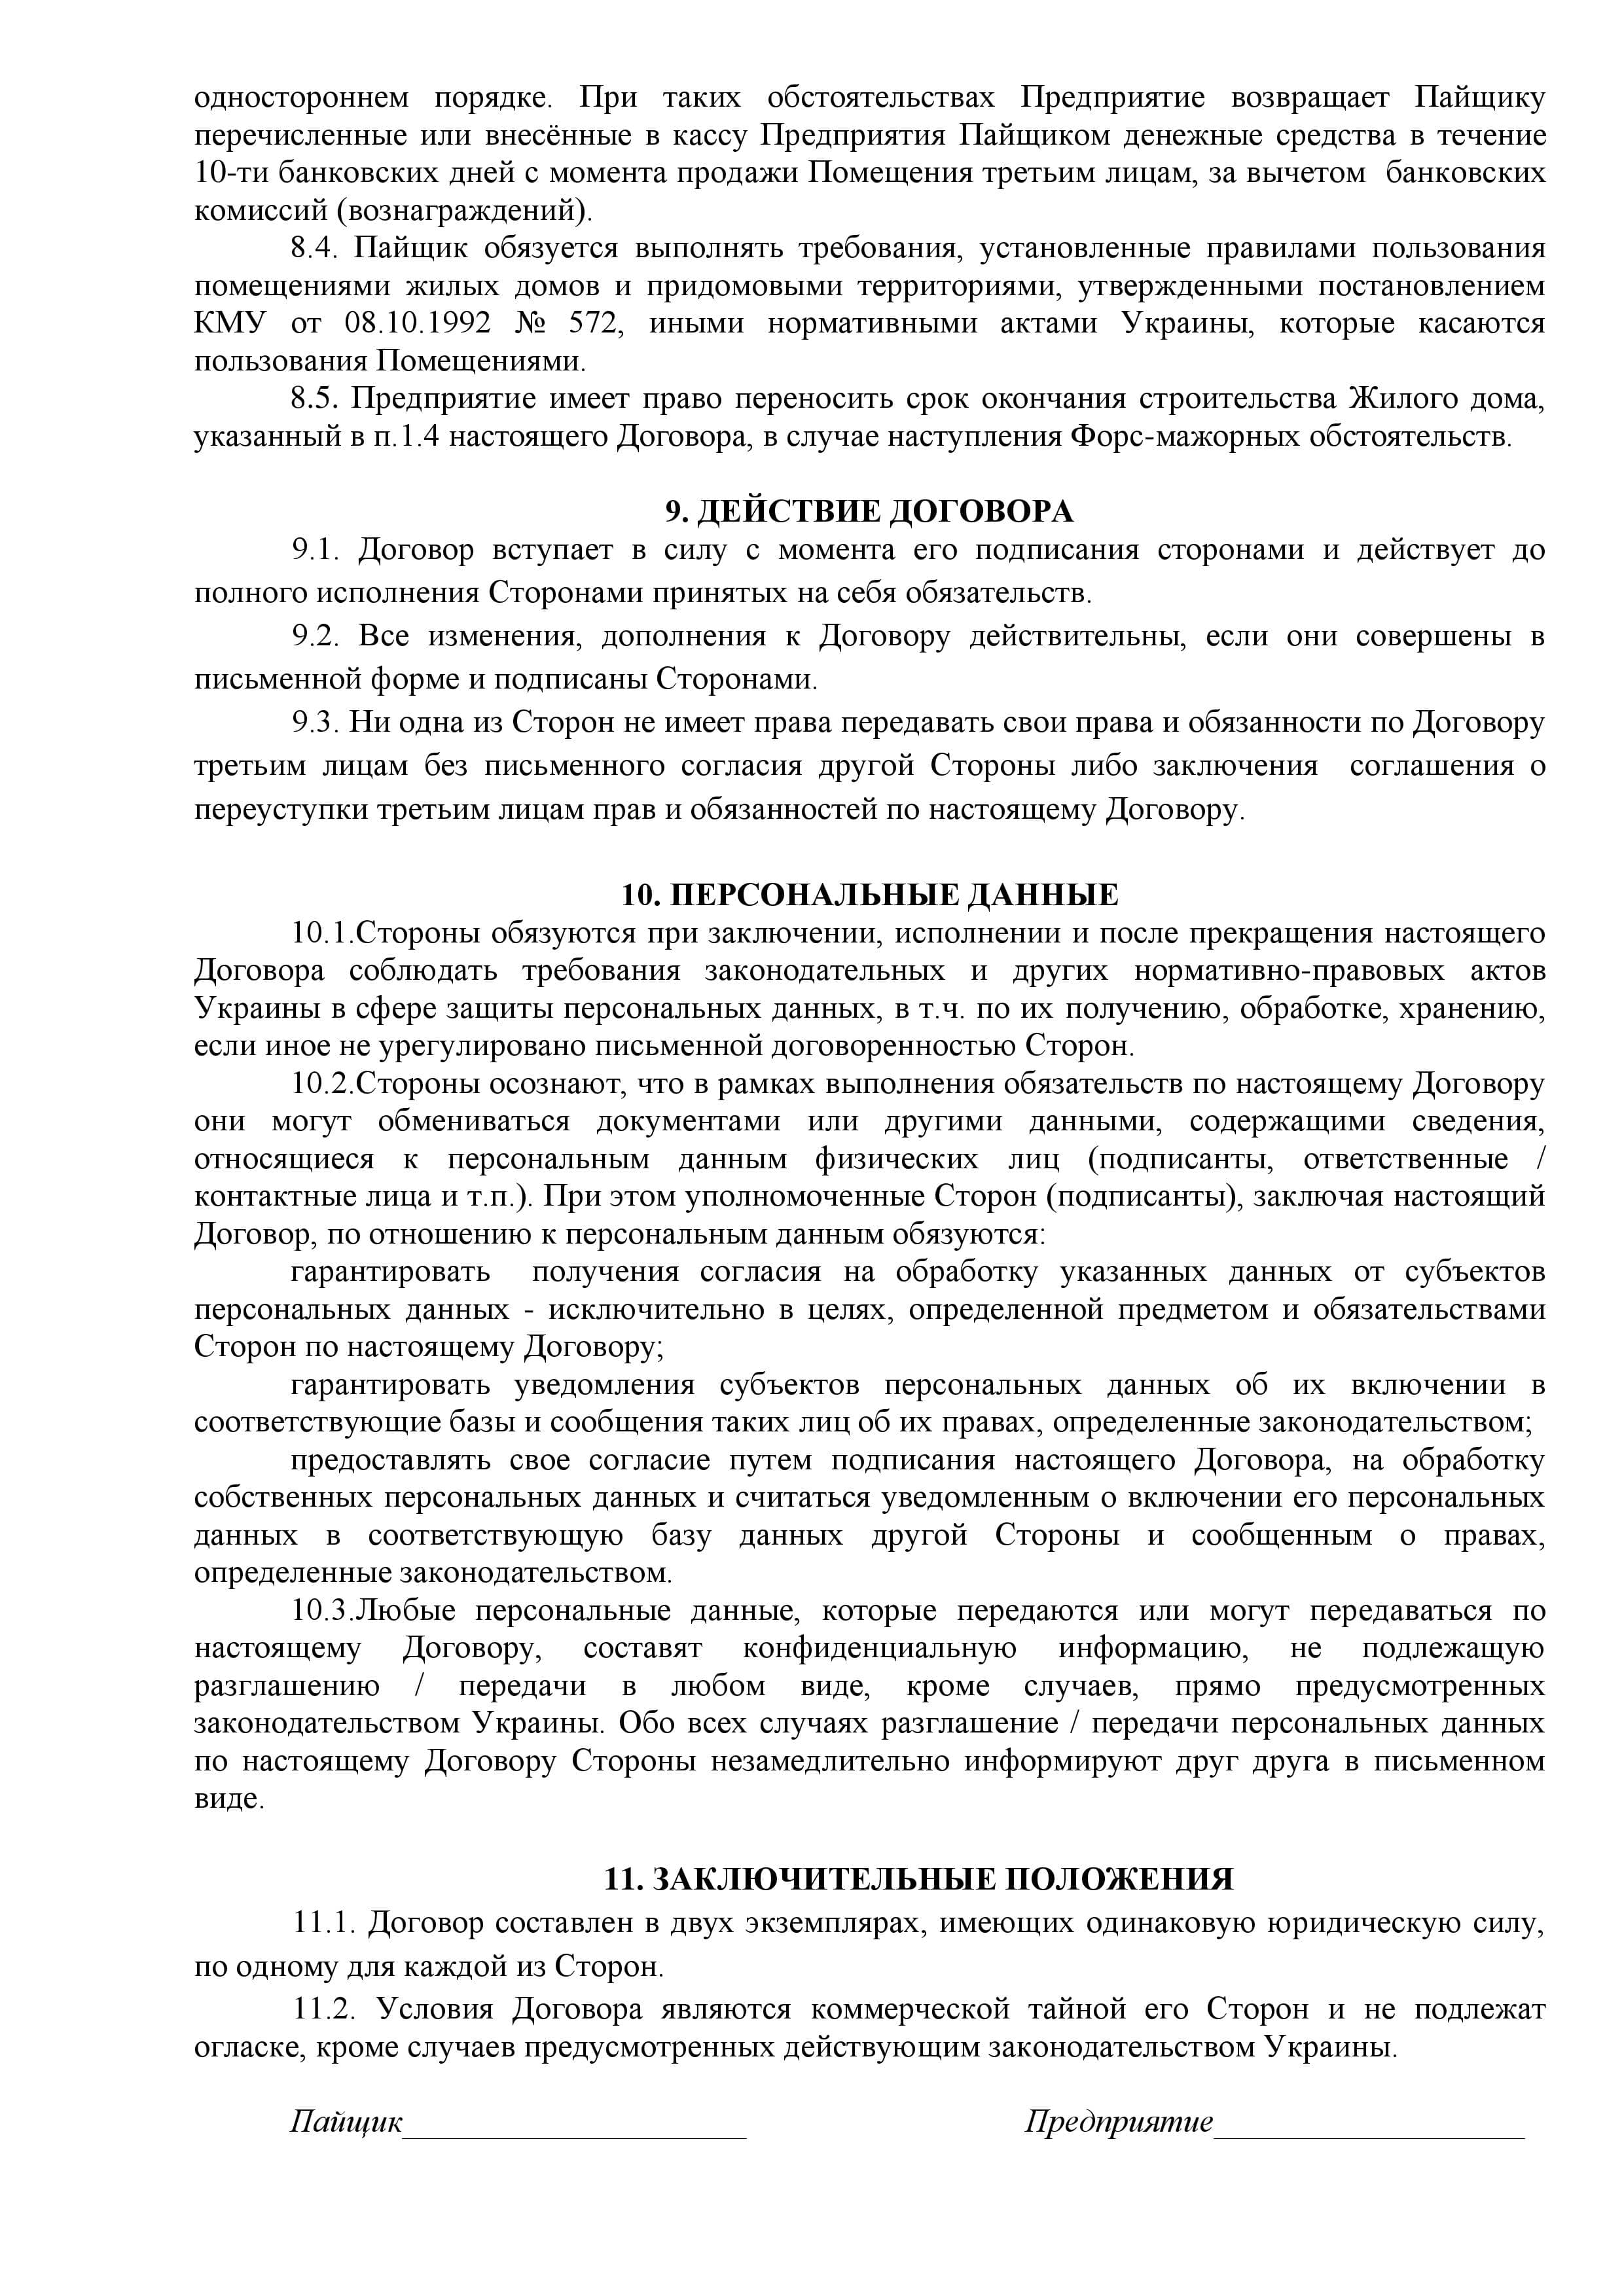 одностороннем порядке. При таких обстоятельствах Предприятие возвращает Пайщику
перечисленные или внесённые в кассу Предприятия Пайщиком денежные средства в течение
10-ти банковских дней с момента продажи Помещения третьим лицам, за вычетом банковских
комиссий (вознаграждений).
8.4. Пайщик обязуется выполнять требования, установленные правилами пользования
помещениями жилых домов и придомовыми территориями, утвержденными постановлением
КМУ от 08.10.1992 № 572, иными нормативными актами Украины, которые касаются
пользования Помещениями.
8.5. Предприятие имеет право переносить срок окончания строительства Жилого дома,
указанный в п.1.4 настоящего Договора, в случае наступления Форс-мажорных обстоятельств.
9. ДЕЙСТВИЕ ДОГОВОРА
9.1. Договор вступает в силу с момента его подписания сторонами и действует до
полного исполнения Сторонами принятых на себя обязательств.
9.2. Все изменения, дополнения к Договору действительны, если они совершены в
письменной форме и подписаны Сторонами.
9.3. Ни одна из Сторон не имеет права передавать свои права и обязанности по Договору
третьим лицам без письменного согласия другой Стороны либо заключения соглашения о
переуступки третьим лицам прав и обязанностей по настоящему Договору.
10. ПЕРСОНАЛЬНЫЕ ДАННЫЕ
10.1.Стороны обязуются при заключении, исполнении и после прекращения настоящего
Договора соблюдать требования законодательных и других нормативно-правовых актов
Украины в сфере защиты персональных данных, в т.ч. по их получению, обработке, хранению,
если иное не урегулировано письменной договоренностью Сторон.
10.2.Стороны осознают, что в рамках выполнения обязательств по настоящему Договору
они могут обмениваться документами или другими данными, содержащими сведения,
относящиеся к персональным данным физических лиц (подписанты, ответственные /
контактные лица и т.п.). При этом уполномоченные Сторон (подписанты), заключая настоящий
Договор, по отношению к персональным данным обязуются:
гарантировать получения согласия на обработку указанных данных от субъектов
персональных данных - исключительно в целях, определенной предметом и обязательствами
Сторон по настоящему Договору;
гарантировать уведомления субъектов персональных данных об их включении в
соответствующие базы и сообщения таких лиц об их правах, определенные законодательством;
предоставлять свое согласие путем подписания настоящего Договора, на обработку
собственных персональных данных и считаться уведомленным о включении его персональных
данных в соответствующую базу данных другой Стороны и сообщенным о правах,
определенные законодательством.
10.3.Любые персональные данные, которые передаются или могут передаваться по
настоящему Договору, составят конфиденциальную информацию, не подлежащую
разглашению / передачи в любом виде, кроме случаев, прямо предусмотренных
законодательством Украины. Обо всех случаях разглашение / передачи персональных данных
по настоящему Договору Стороны незамедлительно информируют друг друга в письменном
виде.
11. ЗАКЛЮЧИТЕЛЬНЫЕ ПОЛОЖЕНИЯ
11.1. Договор составлен в двух экземплярах, имеющих одинаковую юридическую силу,
по одному для каждой из Сторон.
11.2. Условия Договора являются коммерческой тайной его Сторон и не подлежат
огласке, кроме случаев предусмотренных действующим законодательством Украины.
Пайщик_____________________ Предприятие___________________